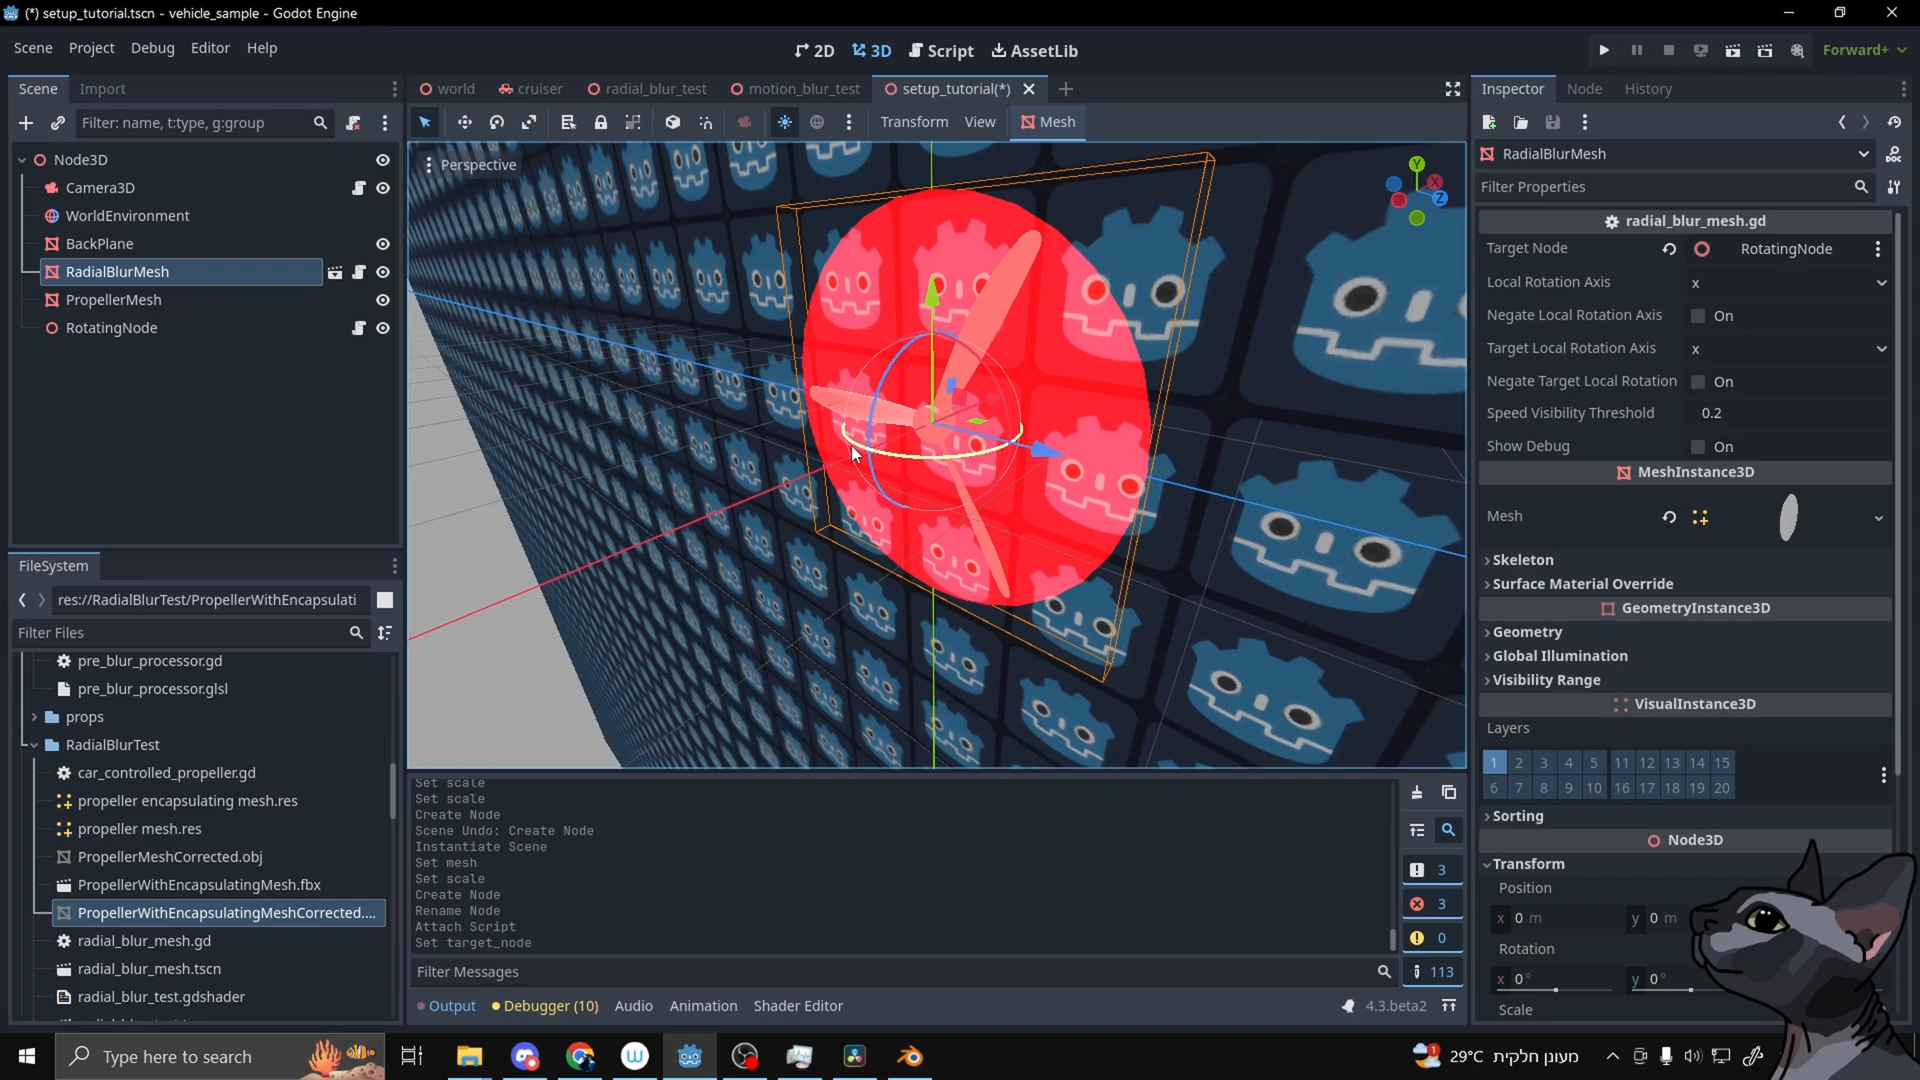 (*) setup_tutorial.tscn - vehicle_sample - Godot Engine
Scene Project Debug Editor Help
2D 3D Script AssetLib
Forward+
Scene Import
world cruiser radial_blur_test motion_blur_test setup_tutorial(*)
Inspector Node History
Filter: name, t:type, g:group
Transform View Mesh
Node3D
Camera3D
WorldEnvironment
BackPlane
RadialBlurMesh
PropellerMesh
RotatingNode
Perspective
Y
X
Z
RadialBlurMesh
Filter Properties
radial_blur_mesh.gd
Target Node RotatingNode
Local Rotation Axis x
Negate Local Rotation Axis On
Target Local Rotation Axis x
Negate Target Local Rotation On
Speed Visibility Threshold 0.2
Show Debug On
MeshInstance3D
Mesh
Skeleton
Surface Material Override
GeometryInstance3D
Geometry
Global Illumination
Visibility Range
VisualInstance3D
Layers
1 2 3 4 5 11 12 13 14 15
6 7 8 9 10 16 17 18 19 20
Sorting
Node3D
Transform
Position
x 0 m y 0 m
Rotation
x 0° y 0°
Scale
FileSystem
res://RadialBlurTest/PropellerWithEncapsulati
Filter Files
pre_blur_processor.gd
pre_blur_processor.glsl
props
RadialBlurTest
car_controlled_propeller.gd
propeller encapsulating mesh.res
propeller mesh.res
PropellerMeshCorrected.obj
PropellerWithEncapsulatingMesh.fbx
PropellerWithEncapsulatingMeshCorrected....
radial_blur_mesh.gd
radial_blur_mesh.tscn
radial_blur_test.gdshader
Set scale
Set scale
Create Node
Scene Undo: Create Node
Instantiate Scene
Set mesh
Set scale
Create Node
Rename Node
Attach Script
Set target_node
3
3
0
113
Filter Messages
Output Debugger (10) Audio Animation Shader Editor
4.3.beta2
Type here to search
1
29°C מעונן חלקית